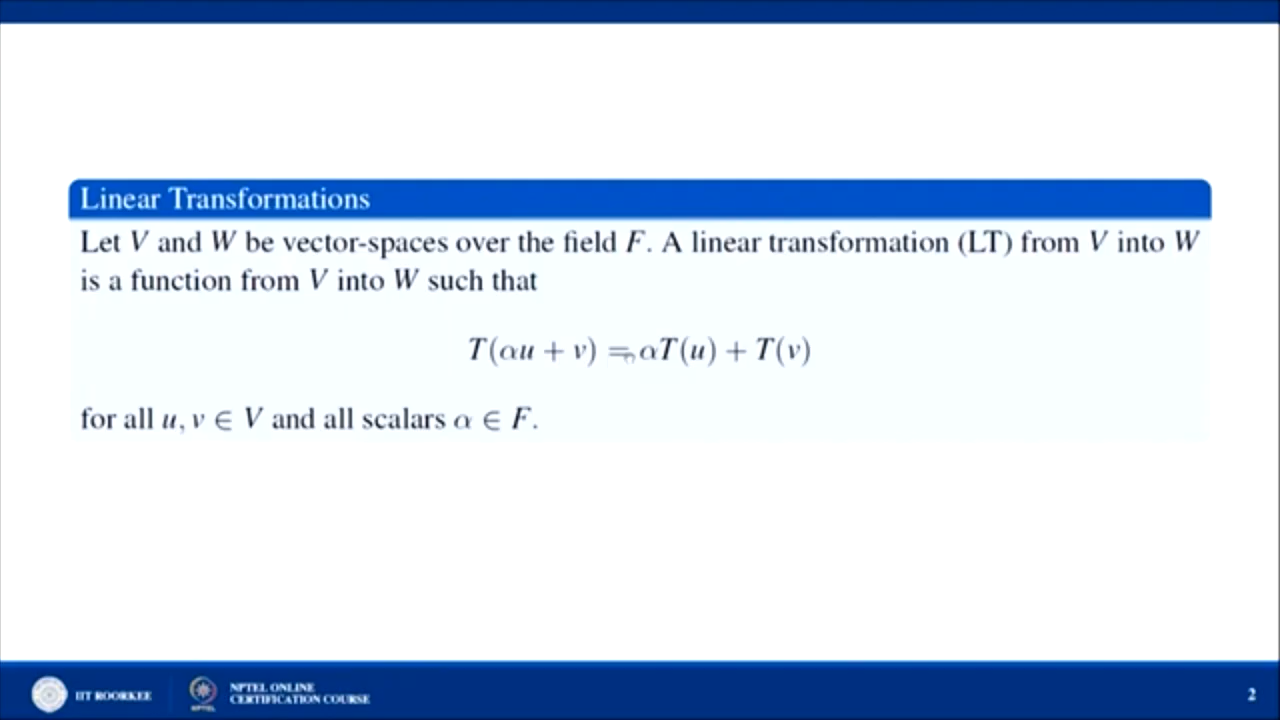 Linear Transformations
Let V and W be vector-spaces over the field F. A linear transformation (LT) from V into W
is a function from V into W such that
T(αu + v) = αT(u) + T(v)
for all u, v ∈ V and all scalars α ∈ F.
IIT ROORKEE
NPTEL
NPTEL ONLINE
CERTIFICATION COURSE
2